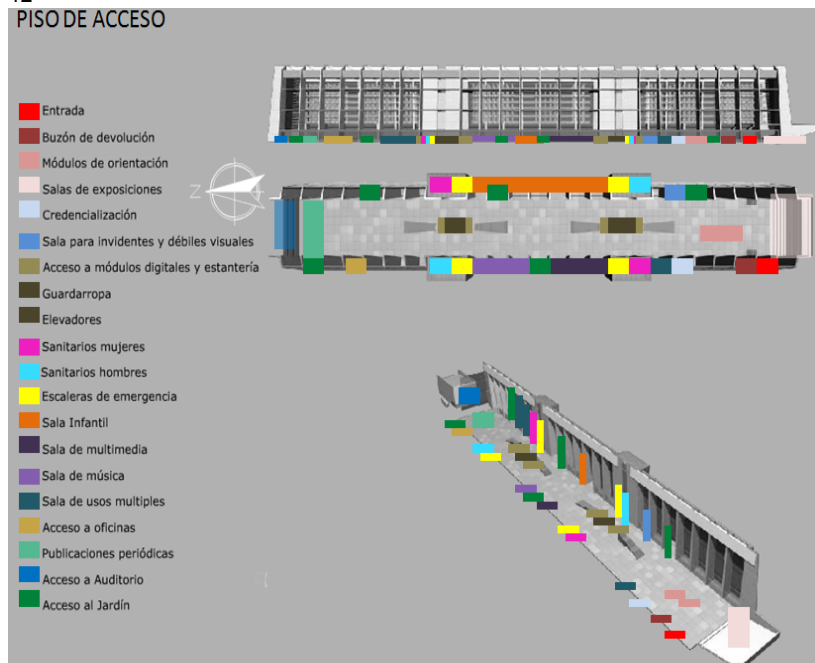 PISO DE ACCESO
Entrada
Buzón de devolución
Módulos de orientación
Salas de exposiciones
Credencialización
Sala para invidentes y débiles visuales
Acceso a módulos digitales y estantería
Guardarropa
Elevadores
Sanitarios mujeres
Sanitarios hombres
Escaleras de emergencia
Sala Infantil
Sala de multimedia
Sala de música
Sala de usos multiples
Acceso a oficinas
Publicaciones periódicas
Acceso a Auditorio
Acceso al Jardín
Z